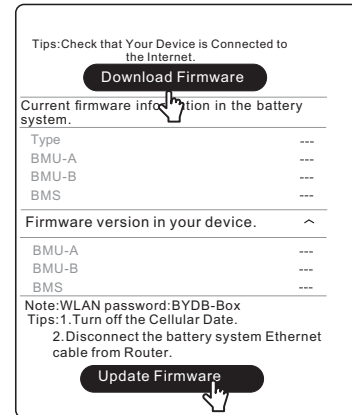 Tips:Check that Your Device is Connected to
the Internet.
Download Firmware
Current firmware information in the battery
system.
Type ---
BMU-A ---
BMU-B ---
BMS ---
Firmware version in your device.
BMU-A ---
BMU-B ---
BMS ---
Note:WLAN password:BYDB-Box
Tips:1.Turn off the Cellular Date.
2.Disconnect the battery system Ethernet
cable from Router.
Update Firmware